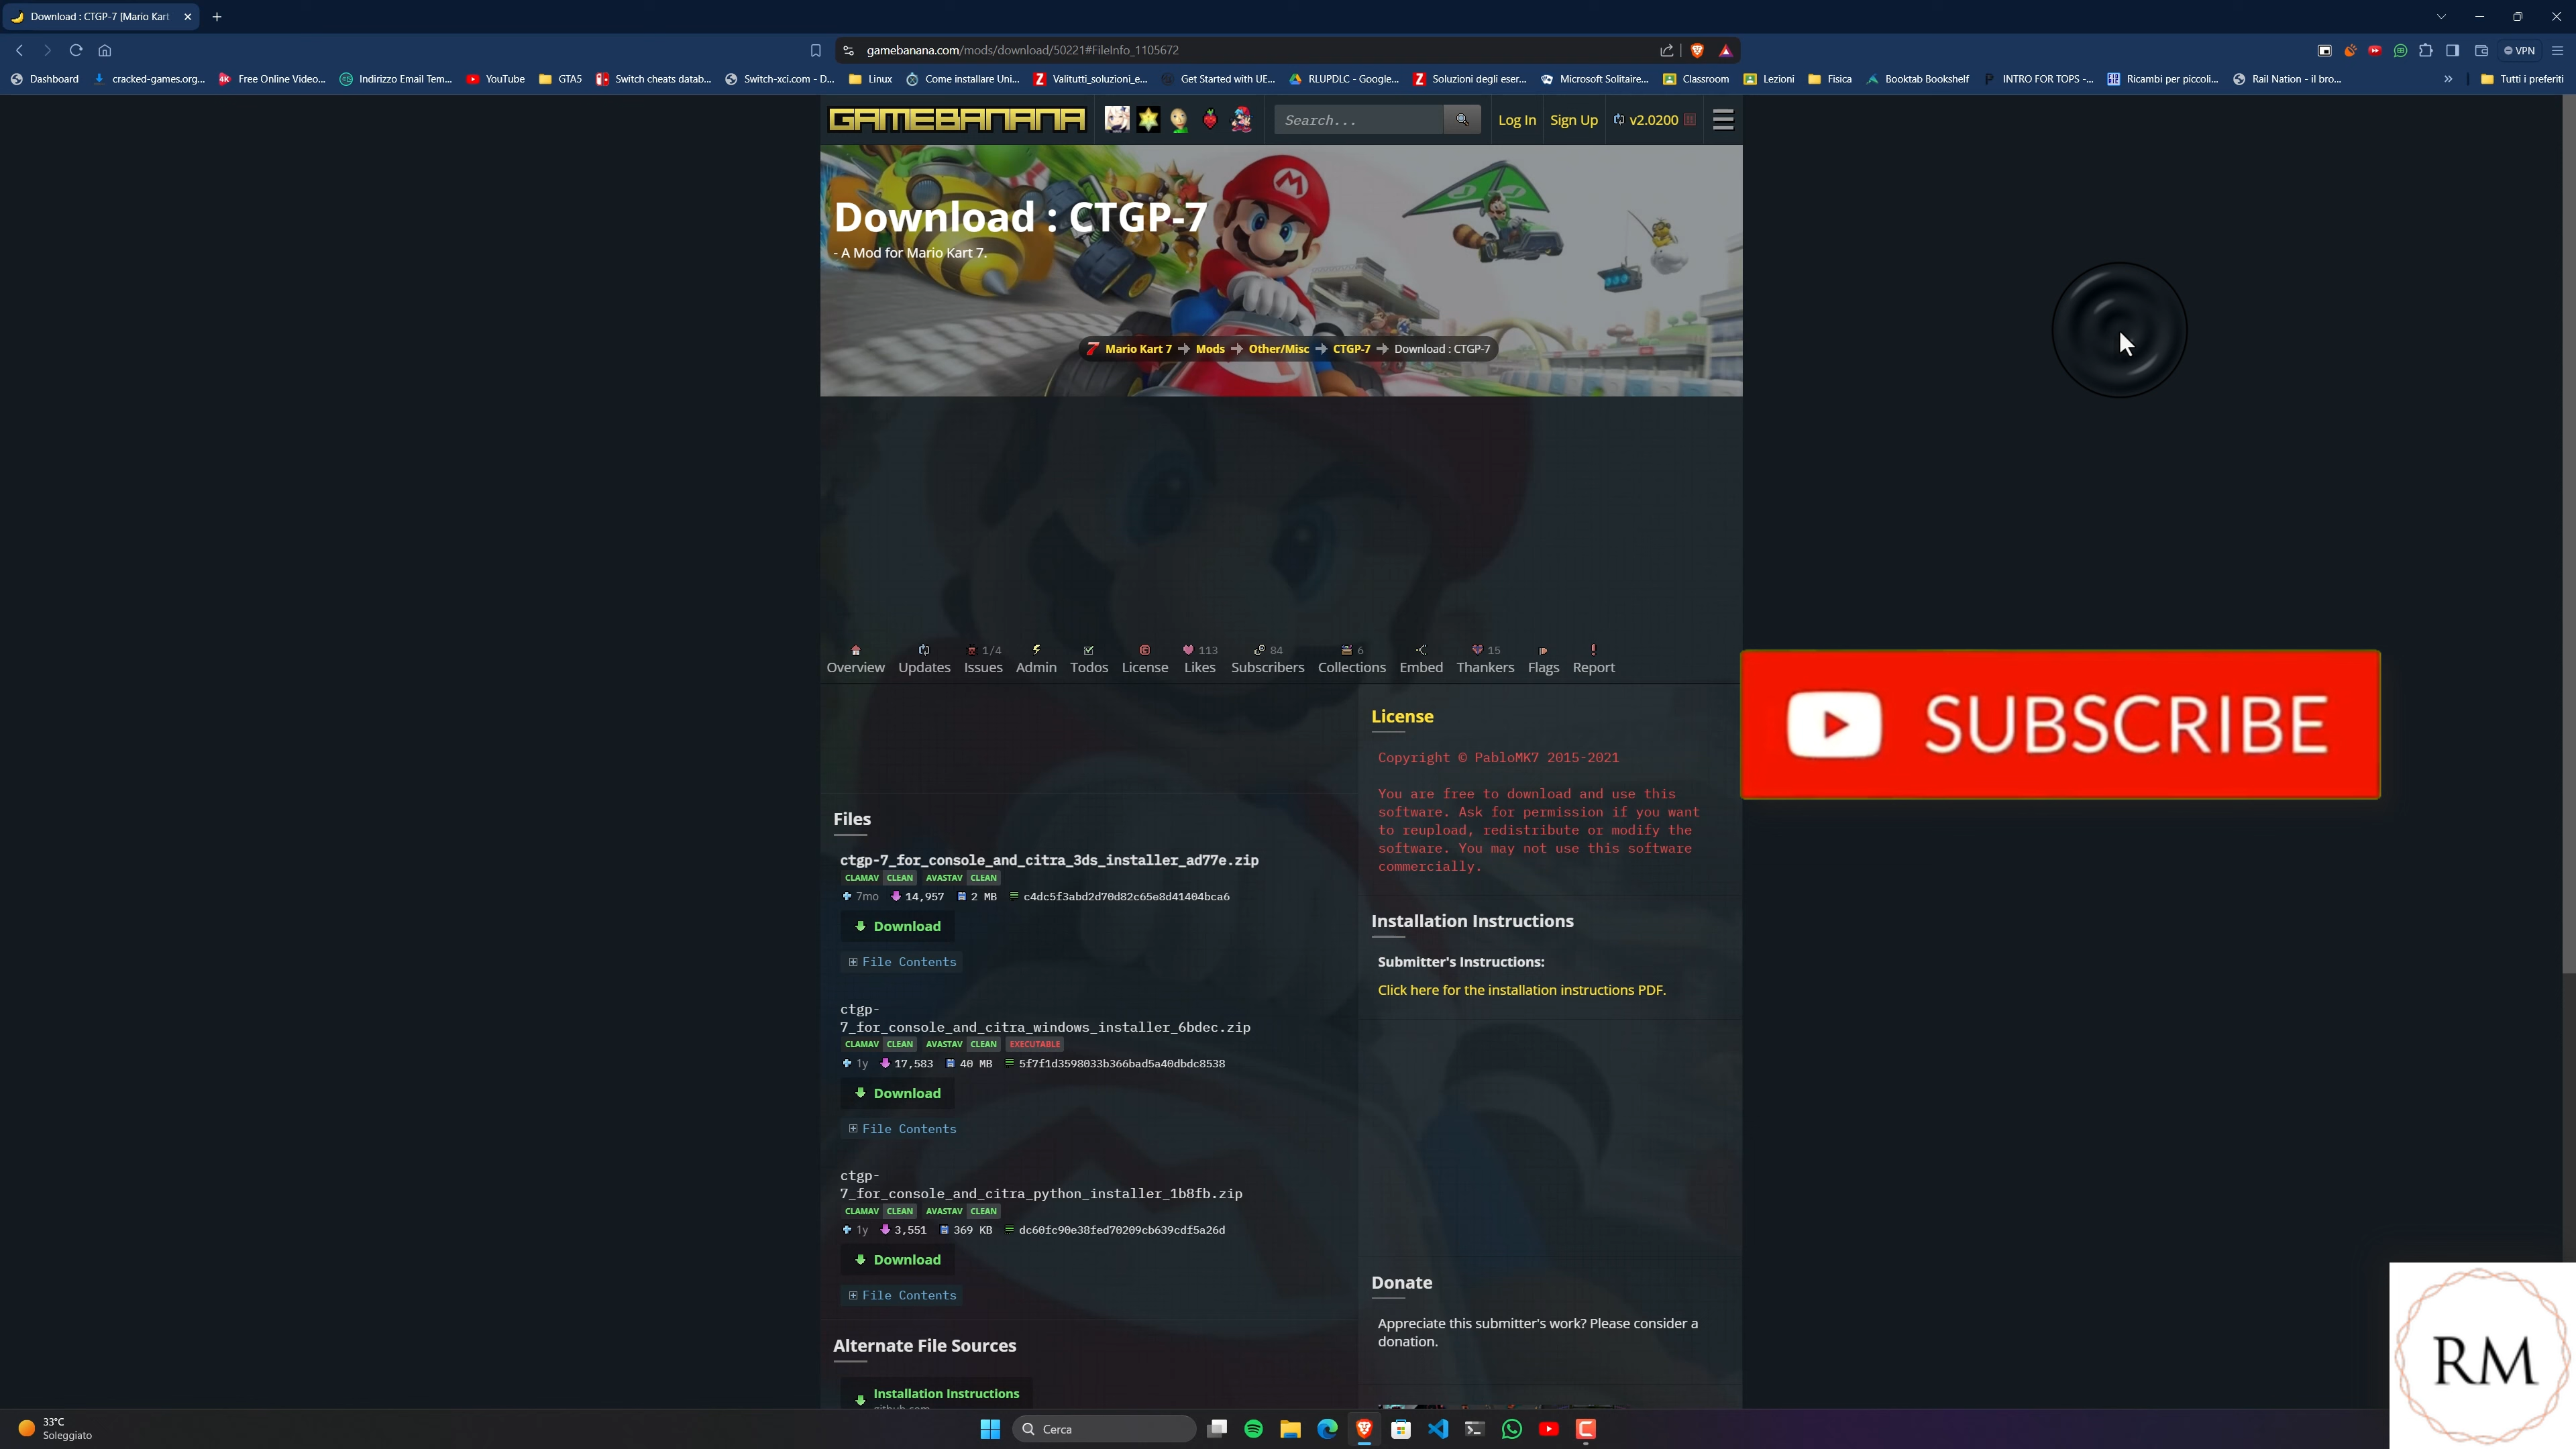 Download : CTGP-7 [Mario Kart
gamebanana.com/mods/download/50221#FileInfo_1105672
VPN
Dashboard
cracked-games.org...
Free Online Video...
Indirizzo Email Tem...
YouTube
GTA5
Switch cheats datab...
Switch-xci.com - D...
Linux
Come installare Uni...
Valitutti_soluzioni_e...
Get Started with UE...
RLUPDLC - Google...
Soluzioni degli eser...
Microsoft Solitaire...
Classroom
Lezioni
Fisica
Booktab Bookshelf
INTRO FOR TOPS -...
Ricambi per piccoli...
Rail Nation - il bro...
»
Tutti i preferiti
GAMEBANANA
Search...
Log In
Sign Up
v2.0200
Download : CTGP-7
- A Mod for Mario Kart 7.
Mario Kart 7
Mods
Other/Misc
CTGP-7
Download : CTGP-7
Overview
Updates
1/4
Issues
Admin
Todos
License
113
Likes
84
Subscribers
6
Collections
Embed
15
Thankers
Flags
Report
SUBSCRIBE
Files
ctgp-7_for_console_and_citra_3ds_installer_ad77e.zip
CLAMAV CLEAN AVASTAV CLEAN
7mo 14,957 2 MB c4dc5f3abd2d70d82c65e8d41404bca6
Download
File Contents
ctgp-
7_for_console_and_citra_windows_installer_6bdec.zip
CLAMAV CLEAN AVASTAV CLEAN EXECUTABLE
1y 17,583 40 MB 5f7f1d3598033b366bad5a40dbdc8538
Download
File Contents
ctgp-
7_for_console_and_citra_python_installer_1b8fb.zip
CLAMAV CLEAN AVASTAV CLEAN
1y 3,551 369 KB dc60fc90e38fed70209cb639cdf5a26d
Download
File Contents
Alternate File Sources
Installation Instructions
License
Copyright © PabloMK7 2015-2021
You are free to download and use this
software. Ask for permission if you want
to reupload, redistribute or modify the
software. You may not use this software
commercially.
Installation Instructions
Submitter's Instructions:
Click here for the installation instructions PDF.
Donate
Appreciate this submitter's work? Please consider a
donation.
RM
33°C
Soleggiato
Cerca